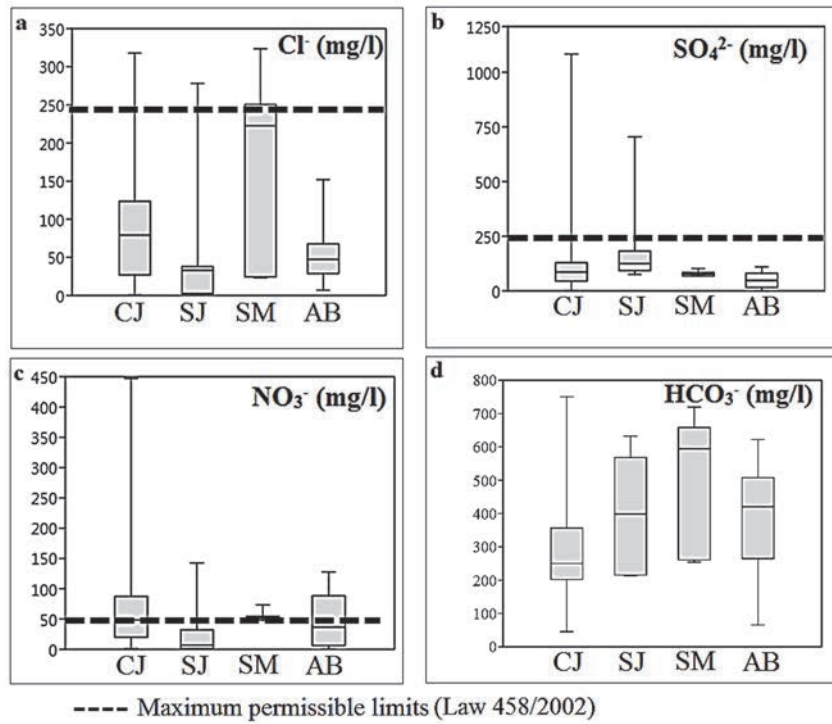 a
Cl⁻ (mg/l)
350
300
250
200
150
100
50
0
CJ SJ SM AB
b
SO₄²⁻ (mg/l)
1250
1000
750
500
250
0
CJ SJ SM AB
c
NO₃⁻ (mg/l)
450
400
350
300
250
200
150
100
50
0
CJ SJ SM AB
d
HCO₃⁻ (mg/l)
800
700
600
500
400
300
200
100
0
CJ SJ SM AB
Maximum permissible limits (Law 458/2002)